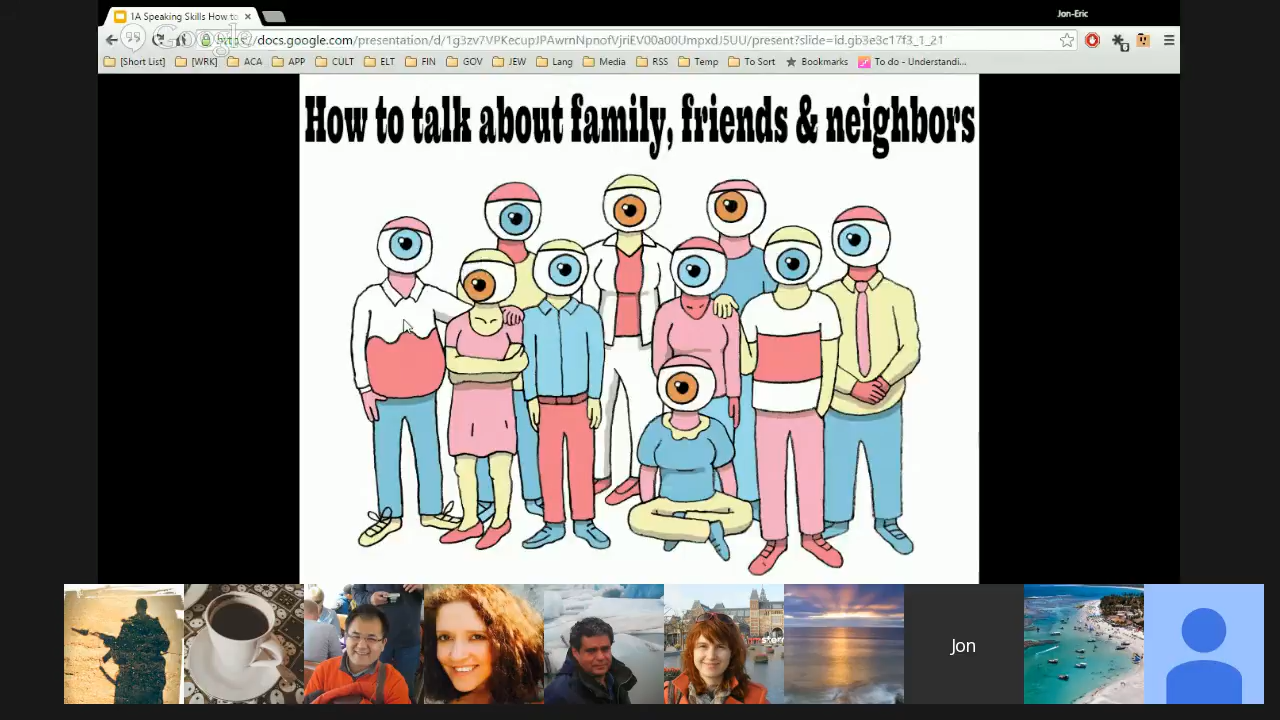 1A Speaking Skills How to
Jon-Eric
Google
https://docs.google.com/presentation/d/1g3zv7VPKecupJPAwrnNpnofVjriEV00a00UmpxdJ5UU/present?slide=id.gb3e3c17f3_1_21
[Short List] [WRK] ACA APP CULT ELT FIN GOV JEW Lang Media RSS Temp To Sort Bookmarks To do - Understandi...
How to talk about family, friends & neighbors
Jon